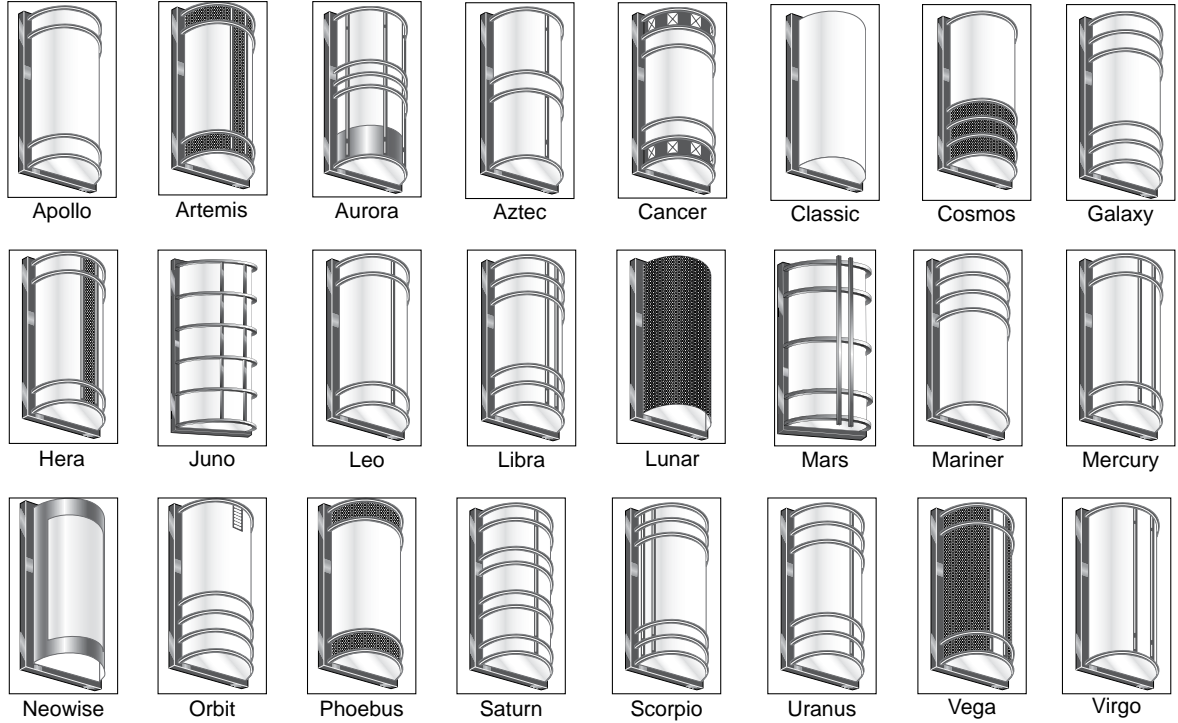 Apollo Artemis Aurora Aztec Cancer Classic Cosmos Galaxy
Hera Juno Leo Libra Lunar Mars Mariner Mercury
Neowise Orbit Phoebus Saturn Scorpio Uranus Vega Virgo